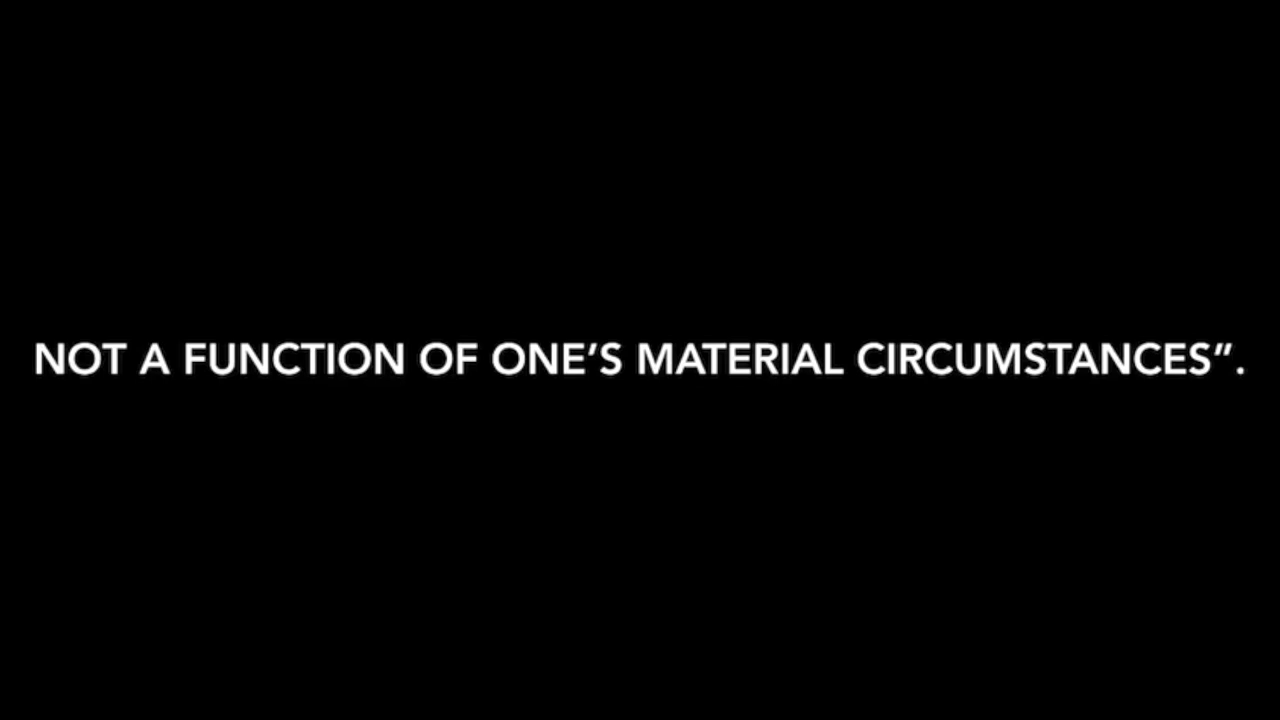 NOT A FUNCTION OF ONE’S MATERIAL CIRCUMSTANCES”.